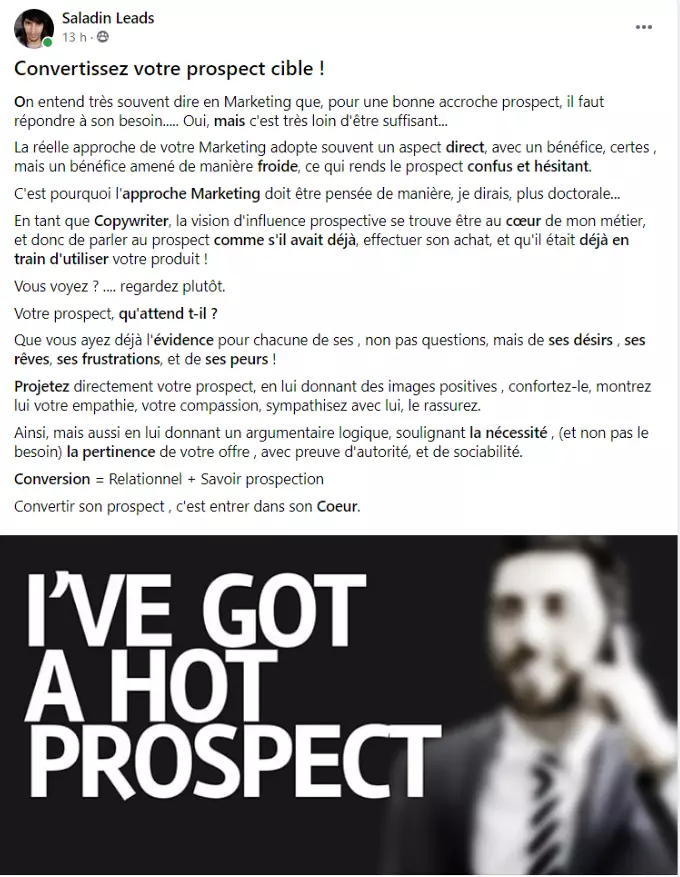 Saladin Leads
13 h ·
Convertissez votre prospect cible !
On entend très souvent dire en Marketing que, pour une bonne accroche prospect, il faut
répondre à son besoin..... Oui, mais c'est très loin d'être suffisant...
La réelle approche de votre Marketing adopte souvent un aspect direct, avec un bénéfice, certes ,
mais un bénéfice amené de manière froide, ce qui rends le prospect confus et hésitant.
C'est pourquoi l'approche Marketing doit être pensée de manière, je dirais, plus doctorale...
En tant que Copywriter, la vision d'influence prospective se trouve être au cœur de mon métier,
et donc de parler au prospect comme s'il avait déjà, effectuer son achat, et qu'il était déjà en
train d'utiliser votre produit !
Vous voyez ? .... regardez plutôt.
Votre prospect, qu'attend t-il ?
Que vous ayez déjà l'évidence pour chacune de ses , non pas questions, mais de ses désirs , ses
rêves, ses frustrations, et de ses peurs !
Projetez directement votre prospect, en lui donnant des images positives , confortez-le, montrez
lui votre empathie, votre compassion, sympathisez avec lui, le rassurez.
Ainsi, mais aussi en lui donnant un argumentaire logique, soulignant la nécessité , (et non pas le
besoin) la pertinence de votre offre , avec preuve d'autorité, et de sociabilité.
Conversion = Relationnel + Savoir prospection
Convertir son prospect , c'est entrer dans son Coeur.
I'VE GOT
A HOT
PROSPECT